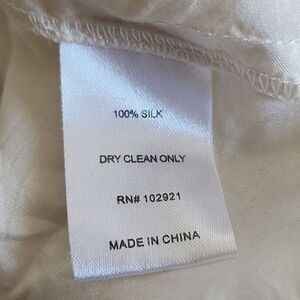 100% SILK
DRY CLEAN ONLY
RN# 102921
MADE IN CHINA